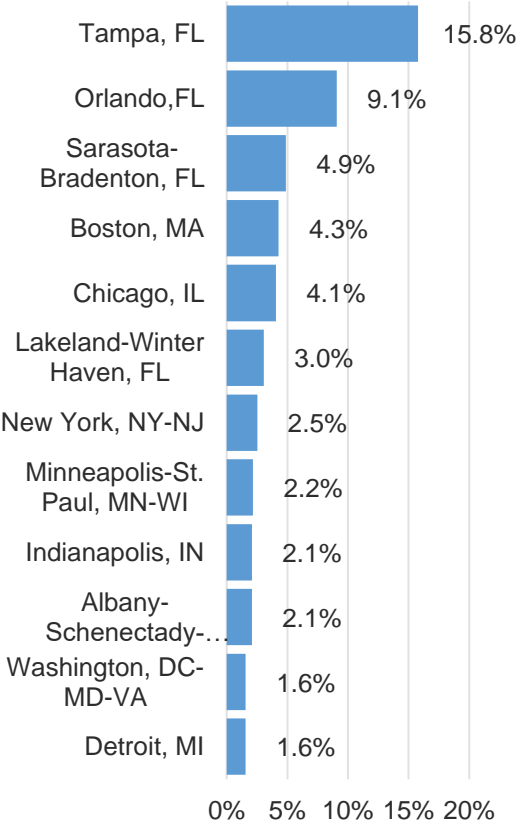 Tampa, FL
15.8%
Orlando,FL
9.1%
Sarasota-
Bradenton, FL
4.9%
Boston, MA
4.3%
Chicago, IL
4.1%
Lakeland-Winter
Haven, FL
3.0%
New York, NY-NJ
2.5%
Minneapolis-St.
Paul, MN-WI
2.2%
Indianapolis, IN
2.1%
Albany-
Schenectady-…
2.1%
Washington, DC-
MD-VA
1.6%
Detroit, MI
1.6%
0% 5% 10% 15% 20%